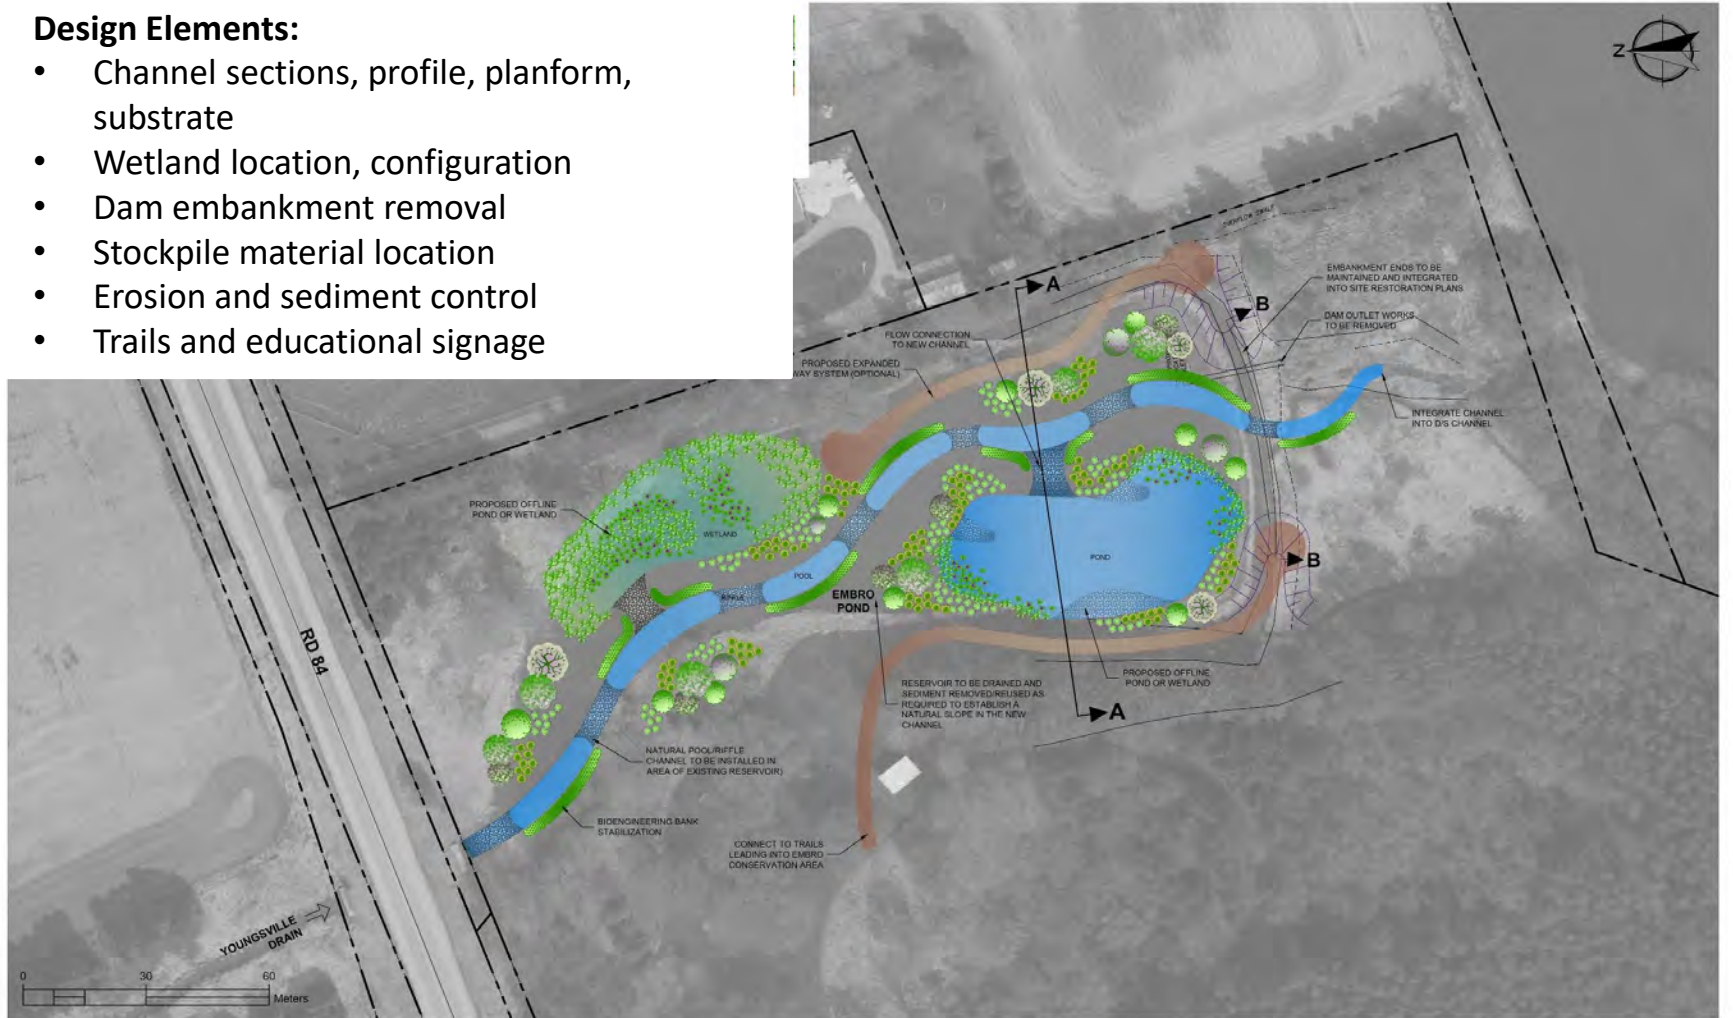 Design Elements:
• Channel sections, profile, planform,
substrate
• Wetland location, configuration
• Dam embankment removal
• Stockpile material location
• Erosion and sediment control
• Trails and educational signage
Z
A
B
EMBANKMENT ENDS TO BE
MAINTAINED AND INTEGRATED
INTO SITE RESTORATION PLANS
DAM OUTLET WORKS
TO BE REMOVED
FLOW CONNECTION
TO NEW CHANNEL
PROPOSED EXPANDED
WAY SYSTEM (OPTIONAL)
INTEGRATE CHANNEL
INTO D/S CHANNEL
PROPOSED OFFLINE
POND OR WETLAND
WETLAND
POND
B
POOL
RIFFLE
EMBRO
POND
RD 84
RESERVOIR TO BE DRAINED AND
SEDIMENT REMOVED/REUSED AS
REQUIRED TO ESTABLISH A
NATURAL SLOPE IN THE NEW
CHANNEL
PROPOSED OFFLINE
POND OR WETLAND
A
NATURAL POOL/RIFFLE
CHANNEL TO BE INSTALLED IN
AREA OF EXISTING RESERVOIR)
BIOENGINEERING BANK
STABILIZATION
CONNECT TO TRAILS
LEADING INTO EMBRO
CONSERVATION AREA
YOUNGSVILLE
DRAIN
0 30 60
Meters